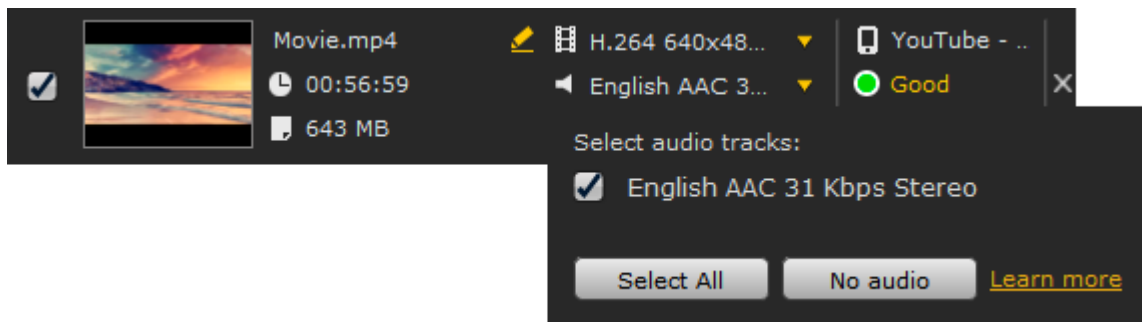 Movie.mp4
00:56:59
643 MB
H.264 640x48...
English AAC 3...
YouTube - ..
Good
X
Select audio tracks:
English AAC 31 Kbps Stereo
Select All
No audio
Learn more